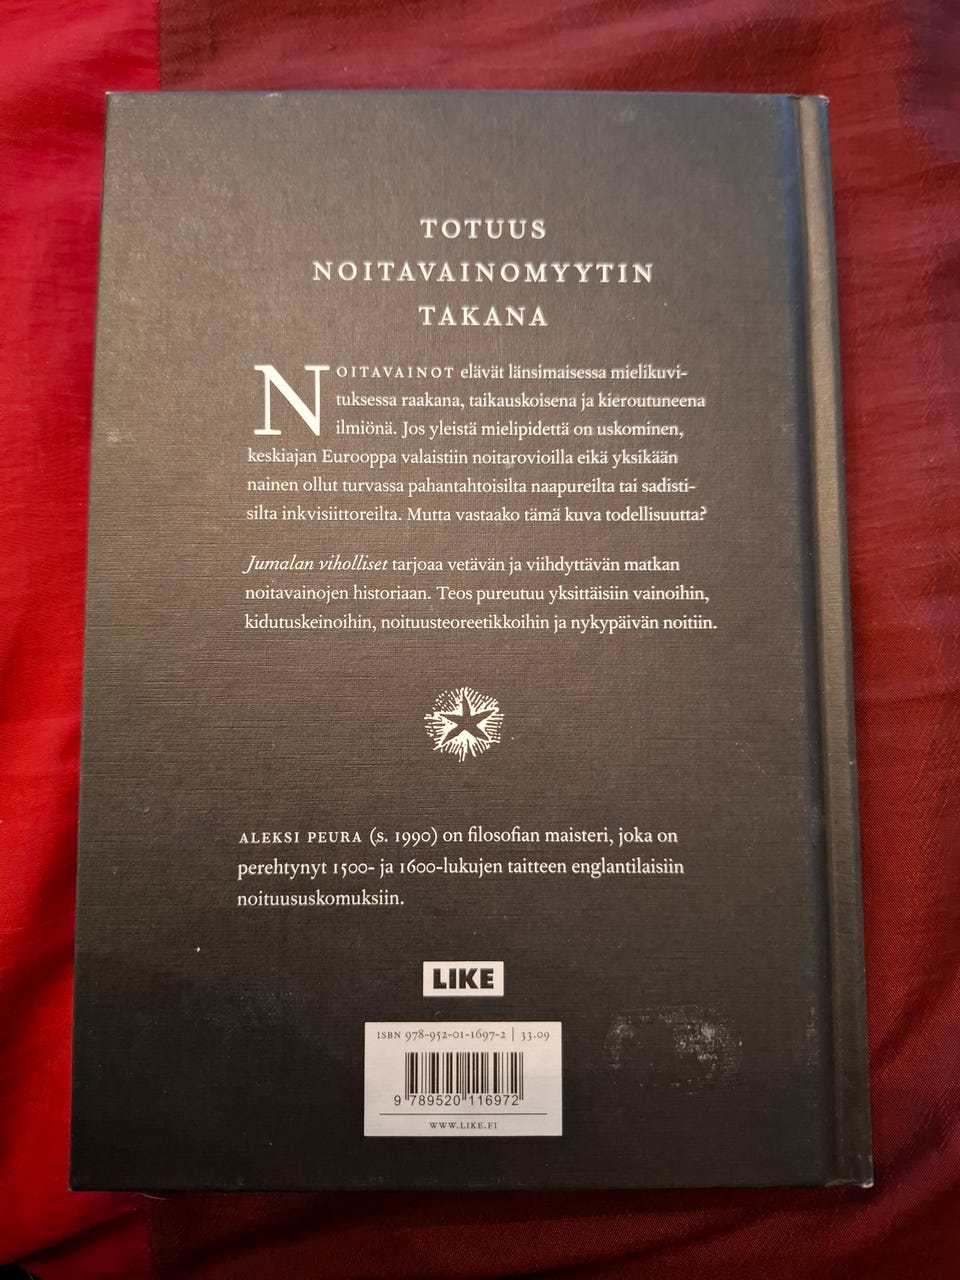 TOTUUS
NOITAVAINOMYYTIN
TAKANA
NOITAVAINOT elävät länsimaisessa mielikuvi-
tuksessa raakana, taikauskoisena ja kieroutuneena
ilmiönä. Jos yleistä mielipidettä on uskominen,
keskiajan Eurooppa valaistiin noitarovioilla eikä yksikään
nainen ollut turvassa pahantahtoisilta naapureilta tai sadisti-
silta inkvisiittoreilta. Mutta vastaako tämä kuva todellisuutta?
Jumalan viholliset tarjoaa vetävän ja viihdyttävän matkan
noitavainojen historiaan. Teos pureutuu yksittäisiin vainoihin,
kidutuskeinoihin, noituusteoreetikkoihin ja nykypäivän noitiin.
ALEKSI PEURA (s. 1990) on filosofian maisteri, joka on
perehtynyt 1500- ja 1600-lukujen taitteen englantilaisiin
noituususkomuksiin.
LIKE
ISBN 978-952-01-1697-2 | 33.09
9 789520 116972
WWW.LIKE.FI